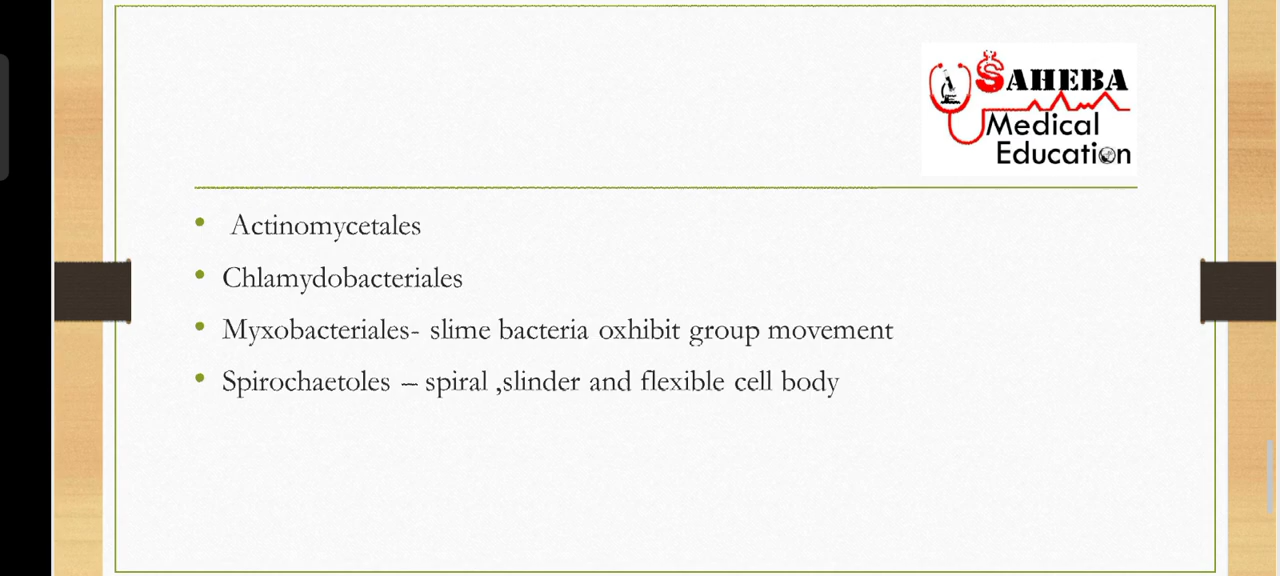 SAHEBA
Medical
Education
• Actinomycetales
• Chlamydobacteriales
• Myxobacteriales- slime bacteria oxhibit group movement
• Spirochaetoles – spiral ,slinder and flexible cell body